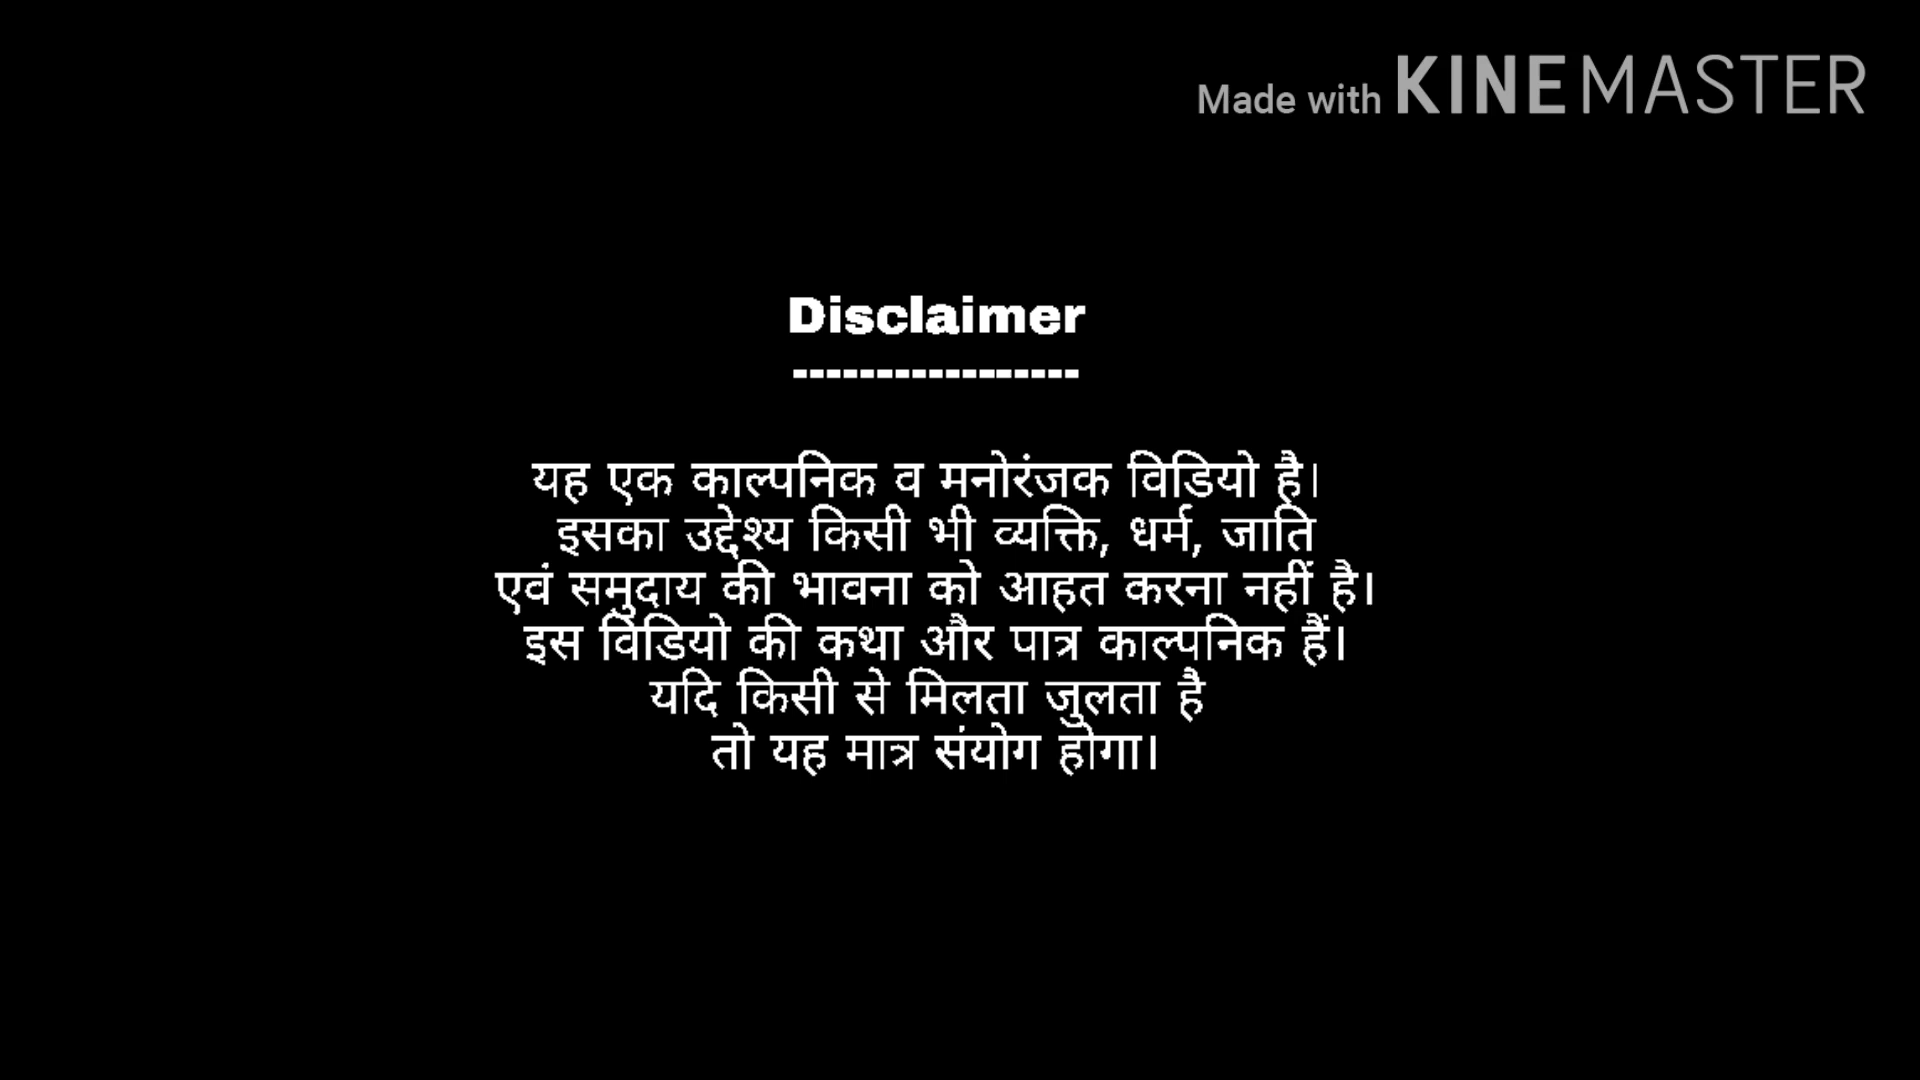 Made with KINEMASTER
Disclaimer
-----------------
यह एक काल्पनिक व मनोरंजक विडियो है।
इसका उद्देश्य किसी भी व्यक्ति, धर्म, जाति
एवं समुदाय की भावना को आहत करना नहीं है।
इस विडियो की कथा और पात्र काल्पनिक हैं।
यदि किसी से मिलता जुलता है
तो यह मात्र संयोग होगा।